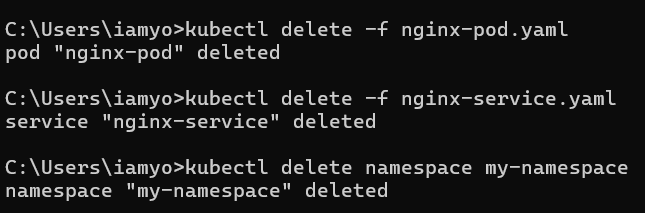 C:\Users\iamyo>kubectl delete -f nginx-pod.yaml
pod "nginx-pod" deleted
C:\Users\iamyo>kubectl delete -f nginx-service.yaml
service "nginx-service" deleted
C:\Users\iamyo>kubectl delete namespace my-namespace
namespace "my-namespace" deleted